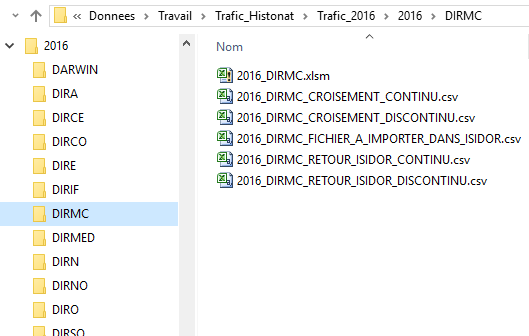 « Donnees > Travail > Trafic_Histonat > Trafic_2016 > 2016 > DIRMC
2016
DARWIN
DIRA
DIRCE
DIRCO
DIRE
DIRIF
DIRMC
DIRMED
DIRN
DIRNO
DIRO
DIRSO
Nom
2016_DIRMC.xlsm
2016_DIRMC_CROISEMENT_CONTINU.csv
2016_DIRMC_CROISEMENT_DISCONTINU.csv
2016_DIRMC_FICHIER_A_IMPORTER_DANS_ISIDOR.csv
2016_DIRMC_RETOUR_ISIDOR_CONTINU.csv
2016_DIRMC_RETOUR_ISIDOR_DISCONTINU.csv